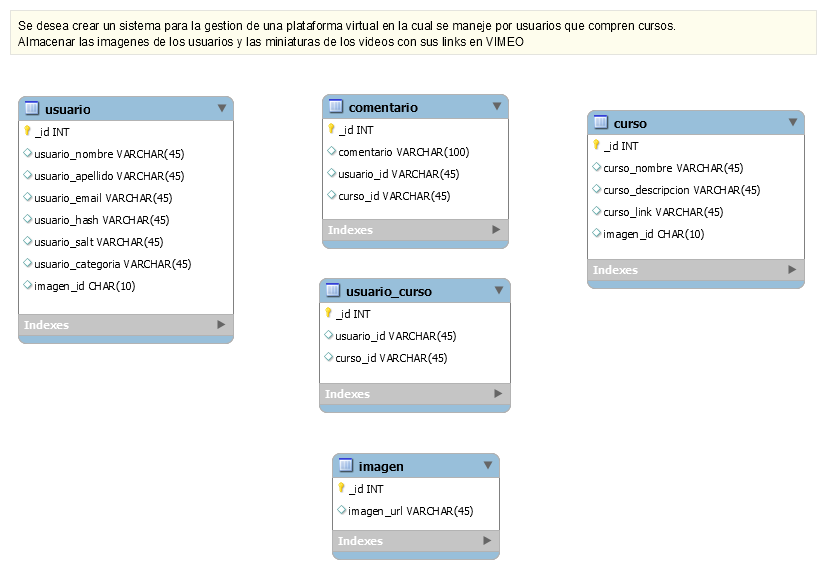 Se desea crear un sistema para la gestion de una plataforma virtual en la cual se maneje por usuarios que compren cursos.
Almacenar las imagenes de los usuarios y las miniaturas de los videos con sus links en VIMEO
usuario
_id INT
usuario_nombre VARCHAR(45)
usuario_apellido VARCHAR(45)
usuario_email VARCHAR(45)
usuario_hash VARCHAR(45)
usuario_salt VARCHAR(45)
usuario_categoria VARCHAR(45)
imagen_id CHAR(10)
Indexes
comentario
_id INT
comentario VARCHAR(100)
usuario_id VARCHAR(45)
curso_id VARCHAR(45)
Indexes
curso
_id INT
curso_nombre VARCHAR(45)
curso_descripcion VARCHAR(45)
curso_link VARCHAR(45)
imagen_id CHAR(10)
Indexes
usuario_curso
_id INT
usuario_id VARCHAR(45)
curso_id VARCHAR(45)
Indexes
imagen
_id INT
imagen_url VARCHAR(45)
Indexes